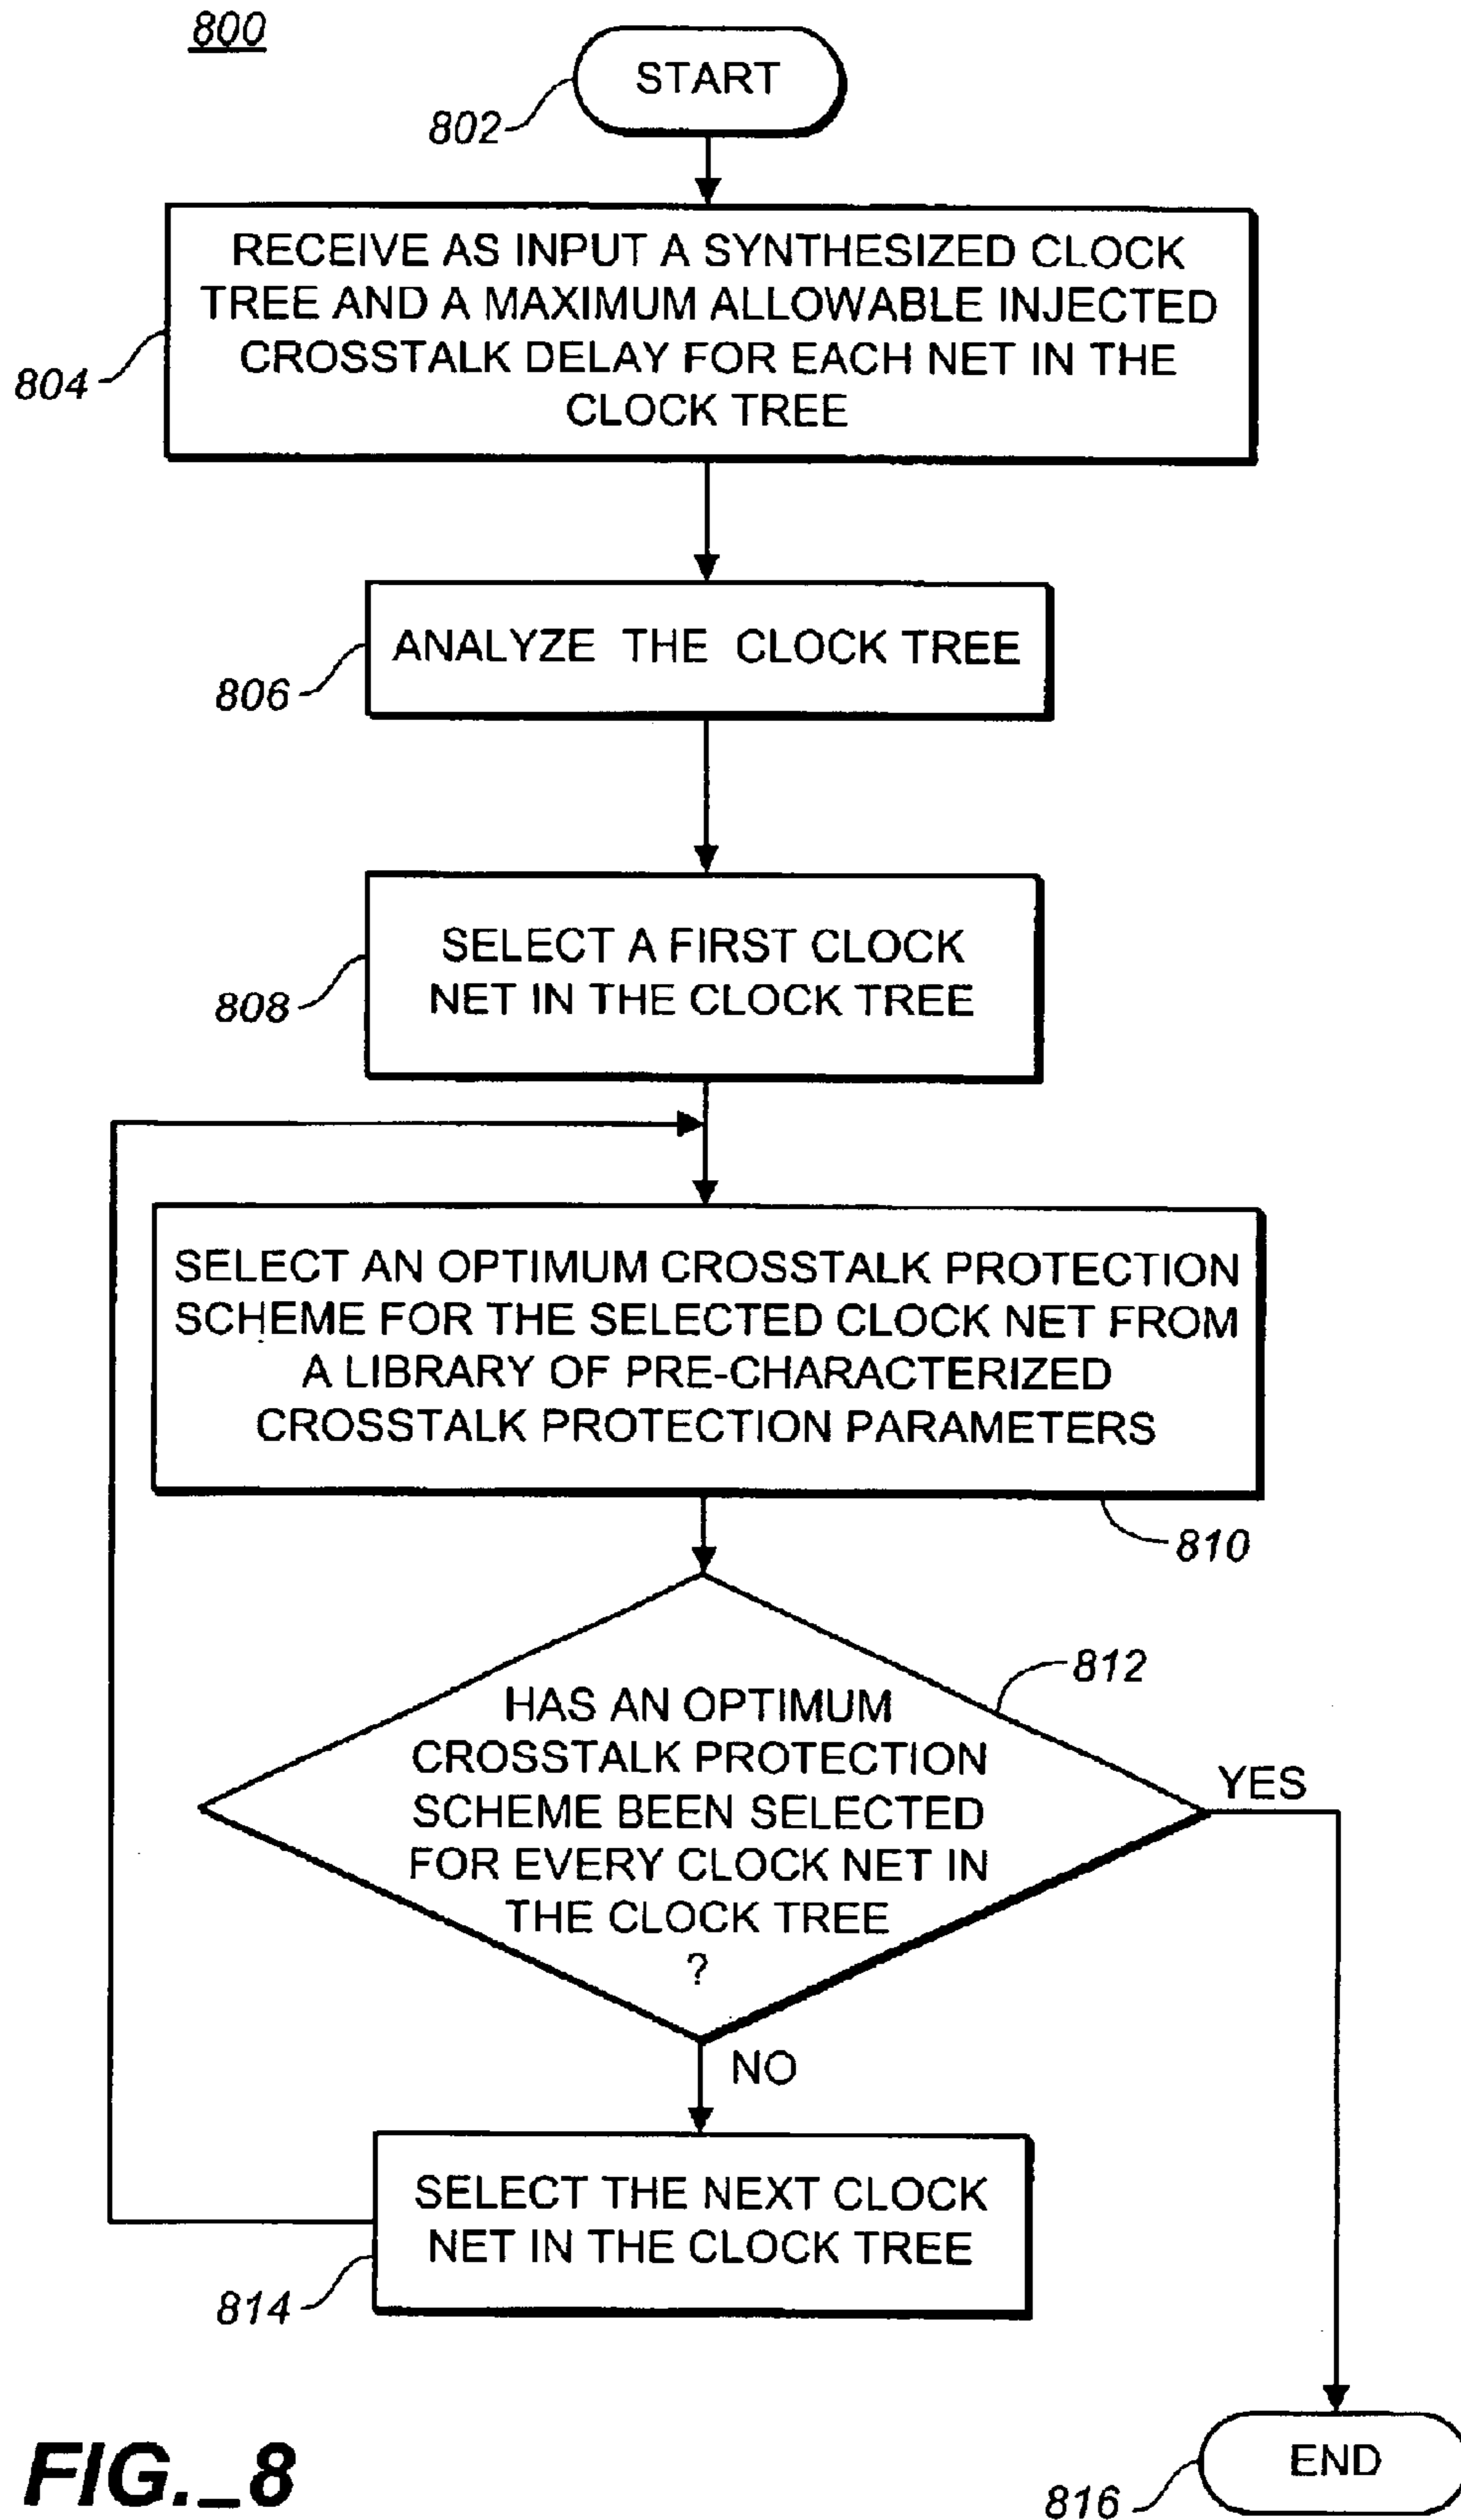 800
START
802
RECEIVE AS INPUT A SYNTHESIZED CLOCK
TREE AND A MAXIMUM ALLOWABLE INJECTED
CROSSTALK DELAY FOR EACH NET IN THE
CLOCK TREE
804
ANALYZE THE CLOCK TREE
806
SELECT A FIRST CLOCK
NET IN THE CLOCK TREE
808
SELECT AN OPTIMUM CROSSTALK PROTECTION
SCHEME FOR THE SELECTED CLOCK NET FROM
A LIBRARY OF PRE-CHARACTERIZED
CROSSTALK PROTECTION PARAMETERS
810
812
HAS AN OPTIMUM
CROSSTALK PROTECTION
SCHEME BEEN SELECTED
FOR EVERY CLOCK NET IN
THE CLOCK TREE
?
YES
NO
SELECT THE NEXT CLOCK
NET IN THE CLOCK TREE
814
END
816
FIG._8